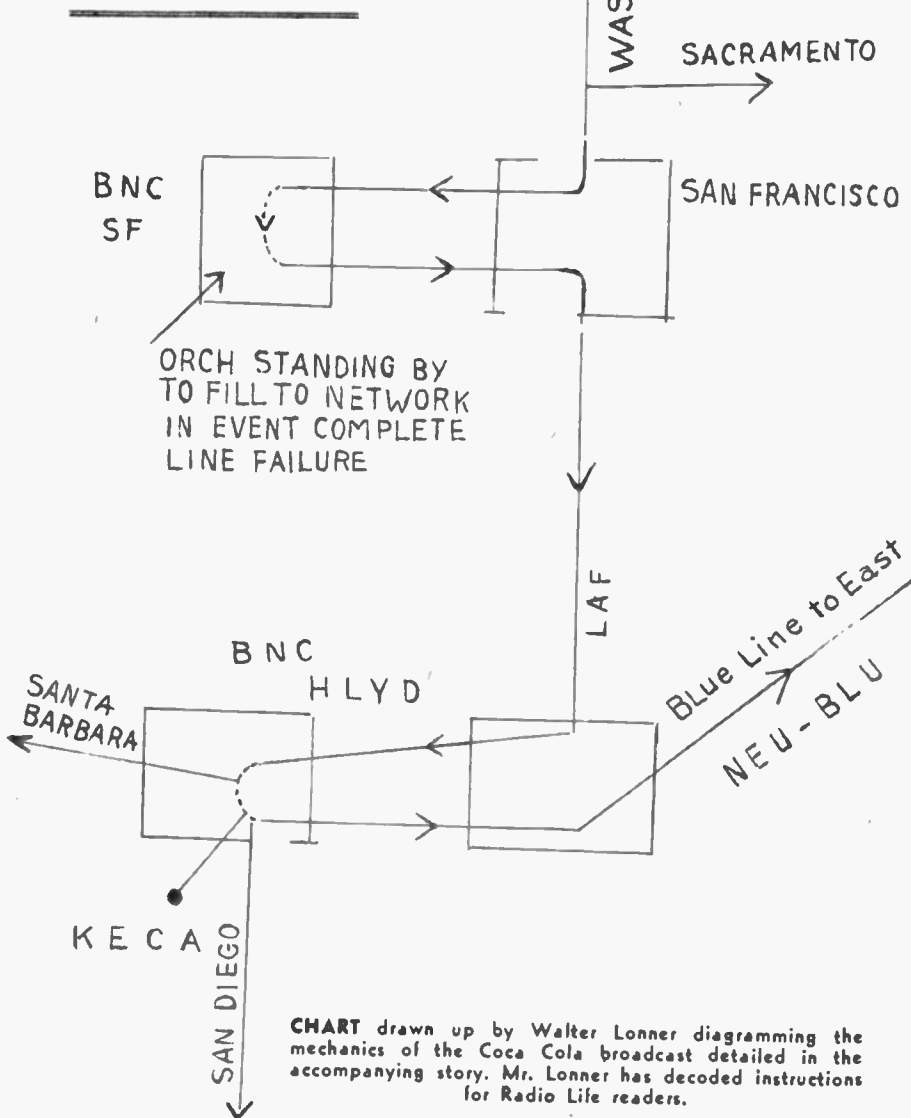 WAS
SACRAMENTO
BNC
SF
SAN FRANCISCO
ORCH STANDING BY
TO FILL TO NETWORK
IN EVENT COMPLETE
LINE FAILURE
LAF
BLue Line to East
NEU-BLU
BNC
HLYD
SANTA
BARBARA
KECA
SAN DIEGO
CHART drawn up by Walter Lonner diagramming the
mechanics of the Coca Cola broadcast detailed in the
accompanying story. Mr. Lonner has decoded instructions
for Radio Life readers.